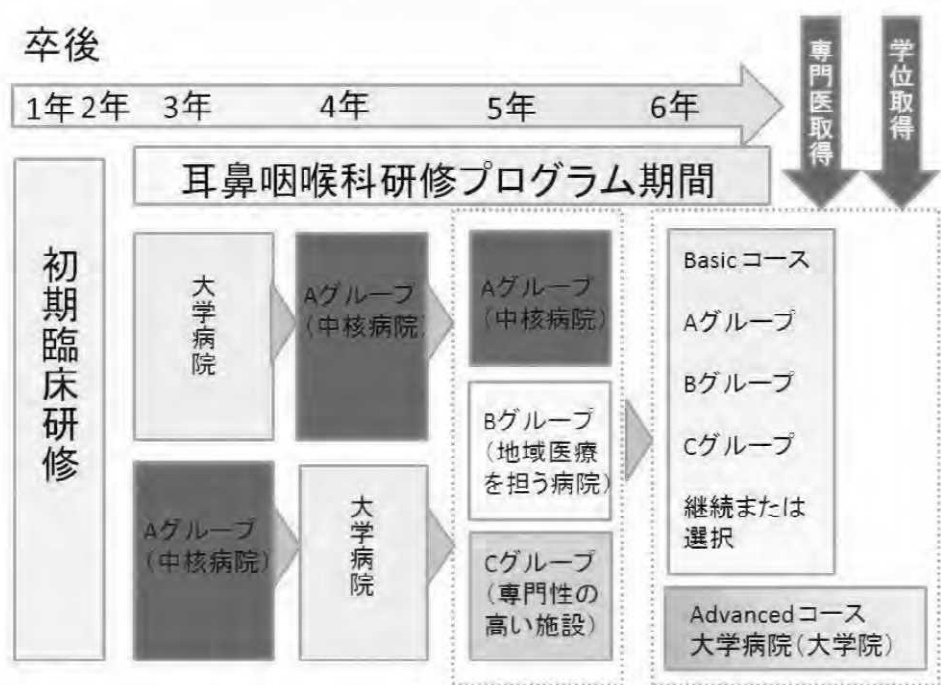 卒後
1年 2年 3年 4年 5年 6年
専門医取得
学位取得
耳鼻咽喉科研修プログラム期間
初期臨床研修
大学病院
Aグループ
(中核病院)
Aグループ
(中核病院)
Aグループ
(中核病院)
大学病院
Bグループ
(地域医療
を担う病院)
Cグループ
(専門性の
高い施設)
Basic コース
Aグループ
Bグループ
Cグループ
継続または
選択
Advancedコース
大学病院(大学院)